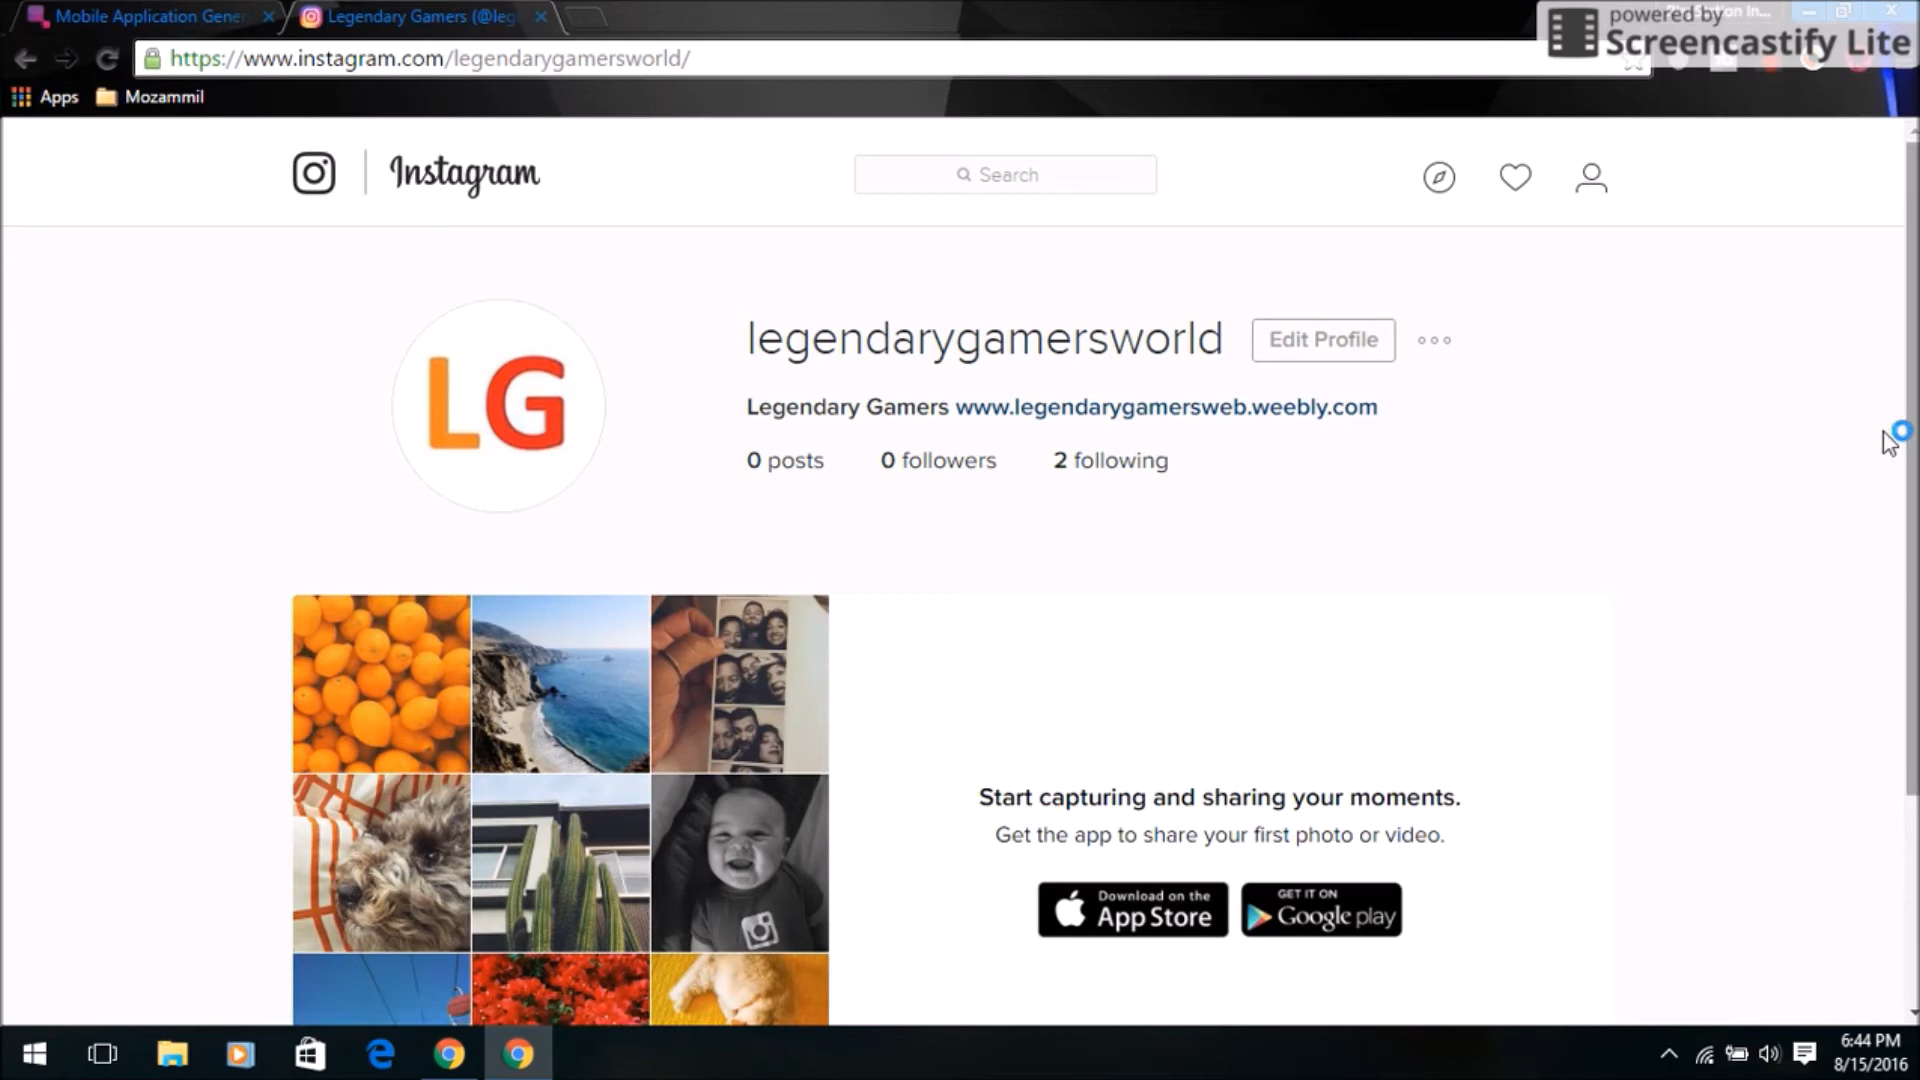 Mobile Application Gene
Legendary Gamers (@leg
powered by
Screencastify Lite
https://www.instagram.com/legendarygamersworld/
Apps
Mozammil
Instagram
Search
LG
legendarygamersworld
Edit Profile
Legendary Gamers www.legendarygamersweb.weebly.com
0 posts 0 followers 2 following
Start capturing and sharing your moments.
Get the app to share your first photo or video.
Download on the
App Store
GET IT ON
Google play
6:44 PM
8/15/2016